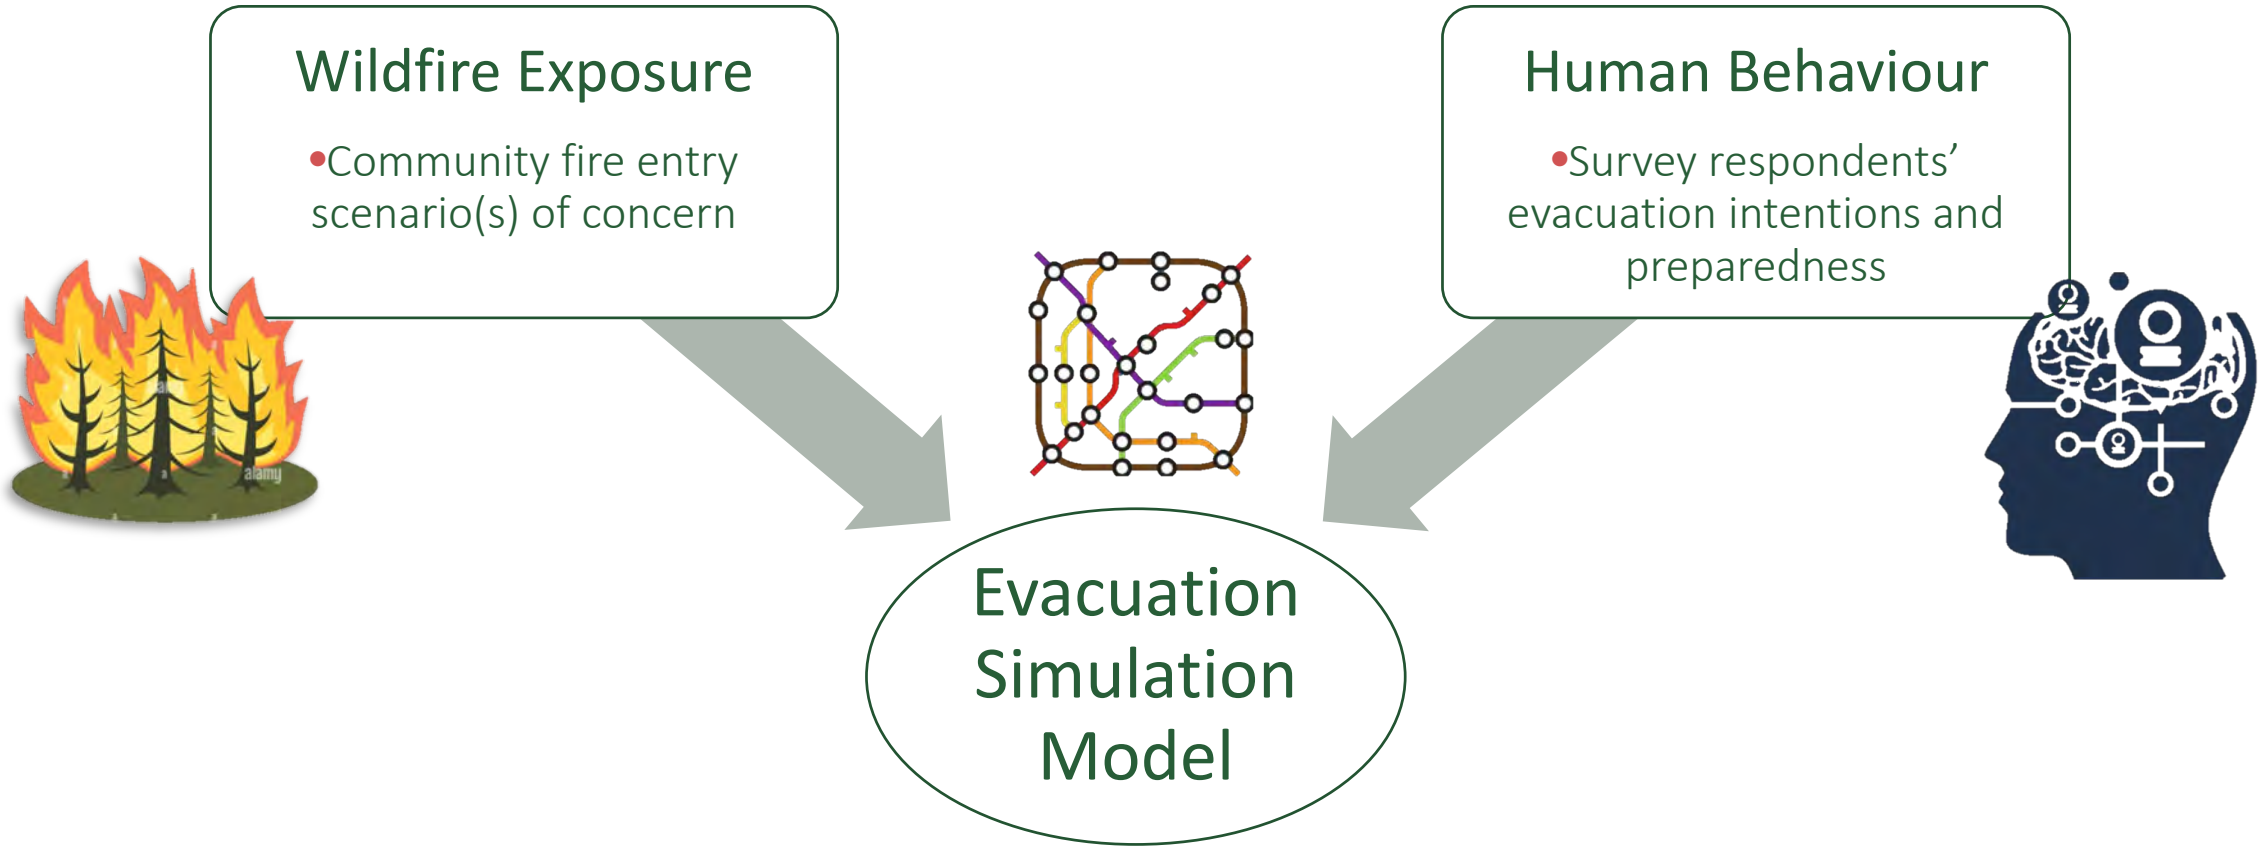 Wildfire Exposure
•Community fire entry
scenario(s) of concern
Human Behaviour
•Survey respondents’
evacuation intentions and
preparedness
alamy
a
a
Evacuation
Simulation
Model